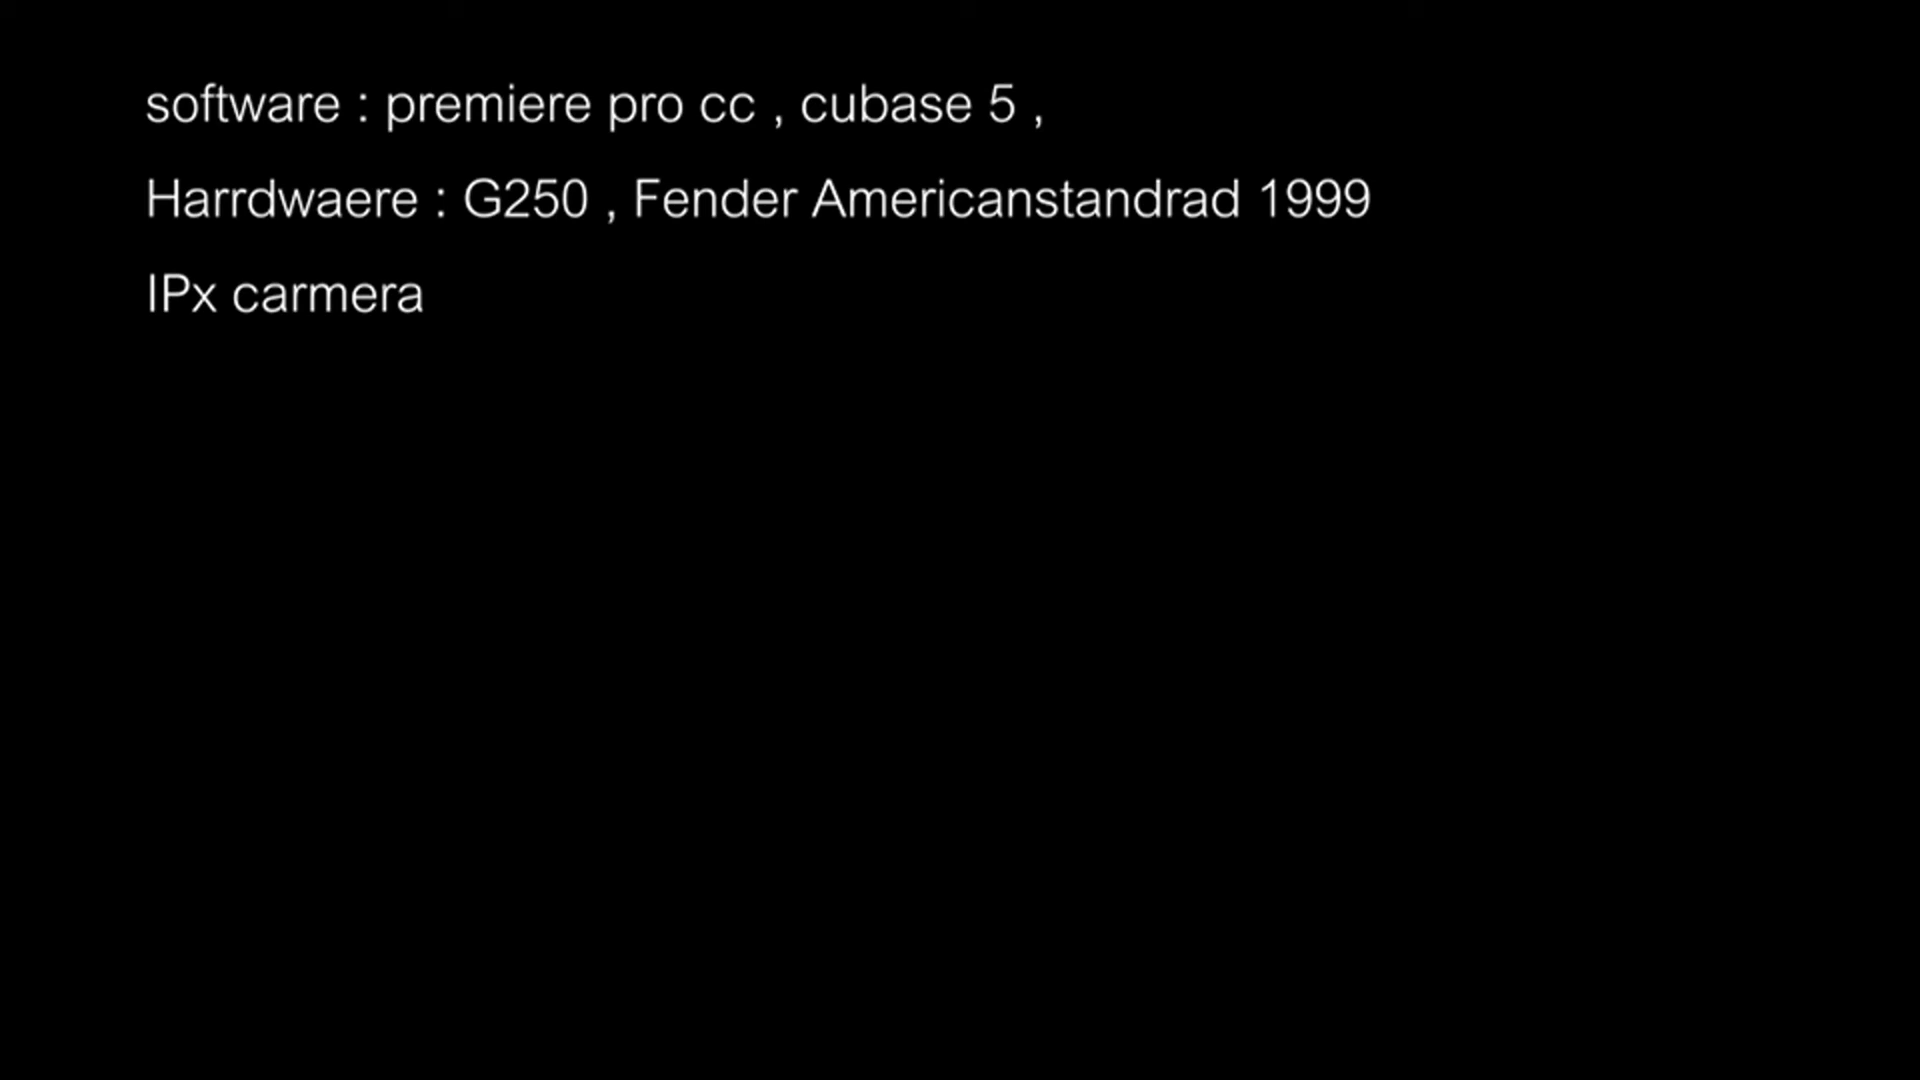 software : premiere pro cc , cubase 5 ,
Harrdwaere : G250 , Fender Americanstandrad 1999
IPx carmera